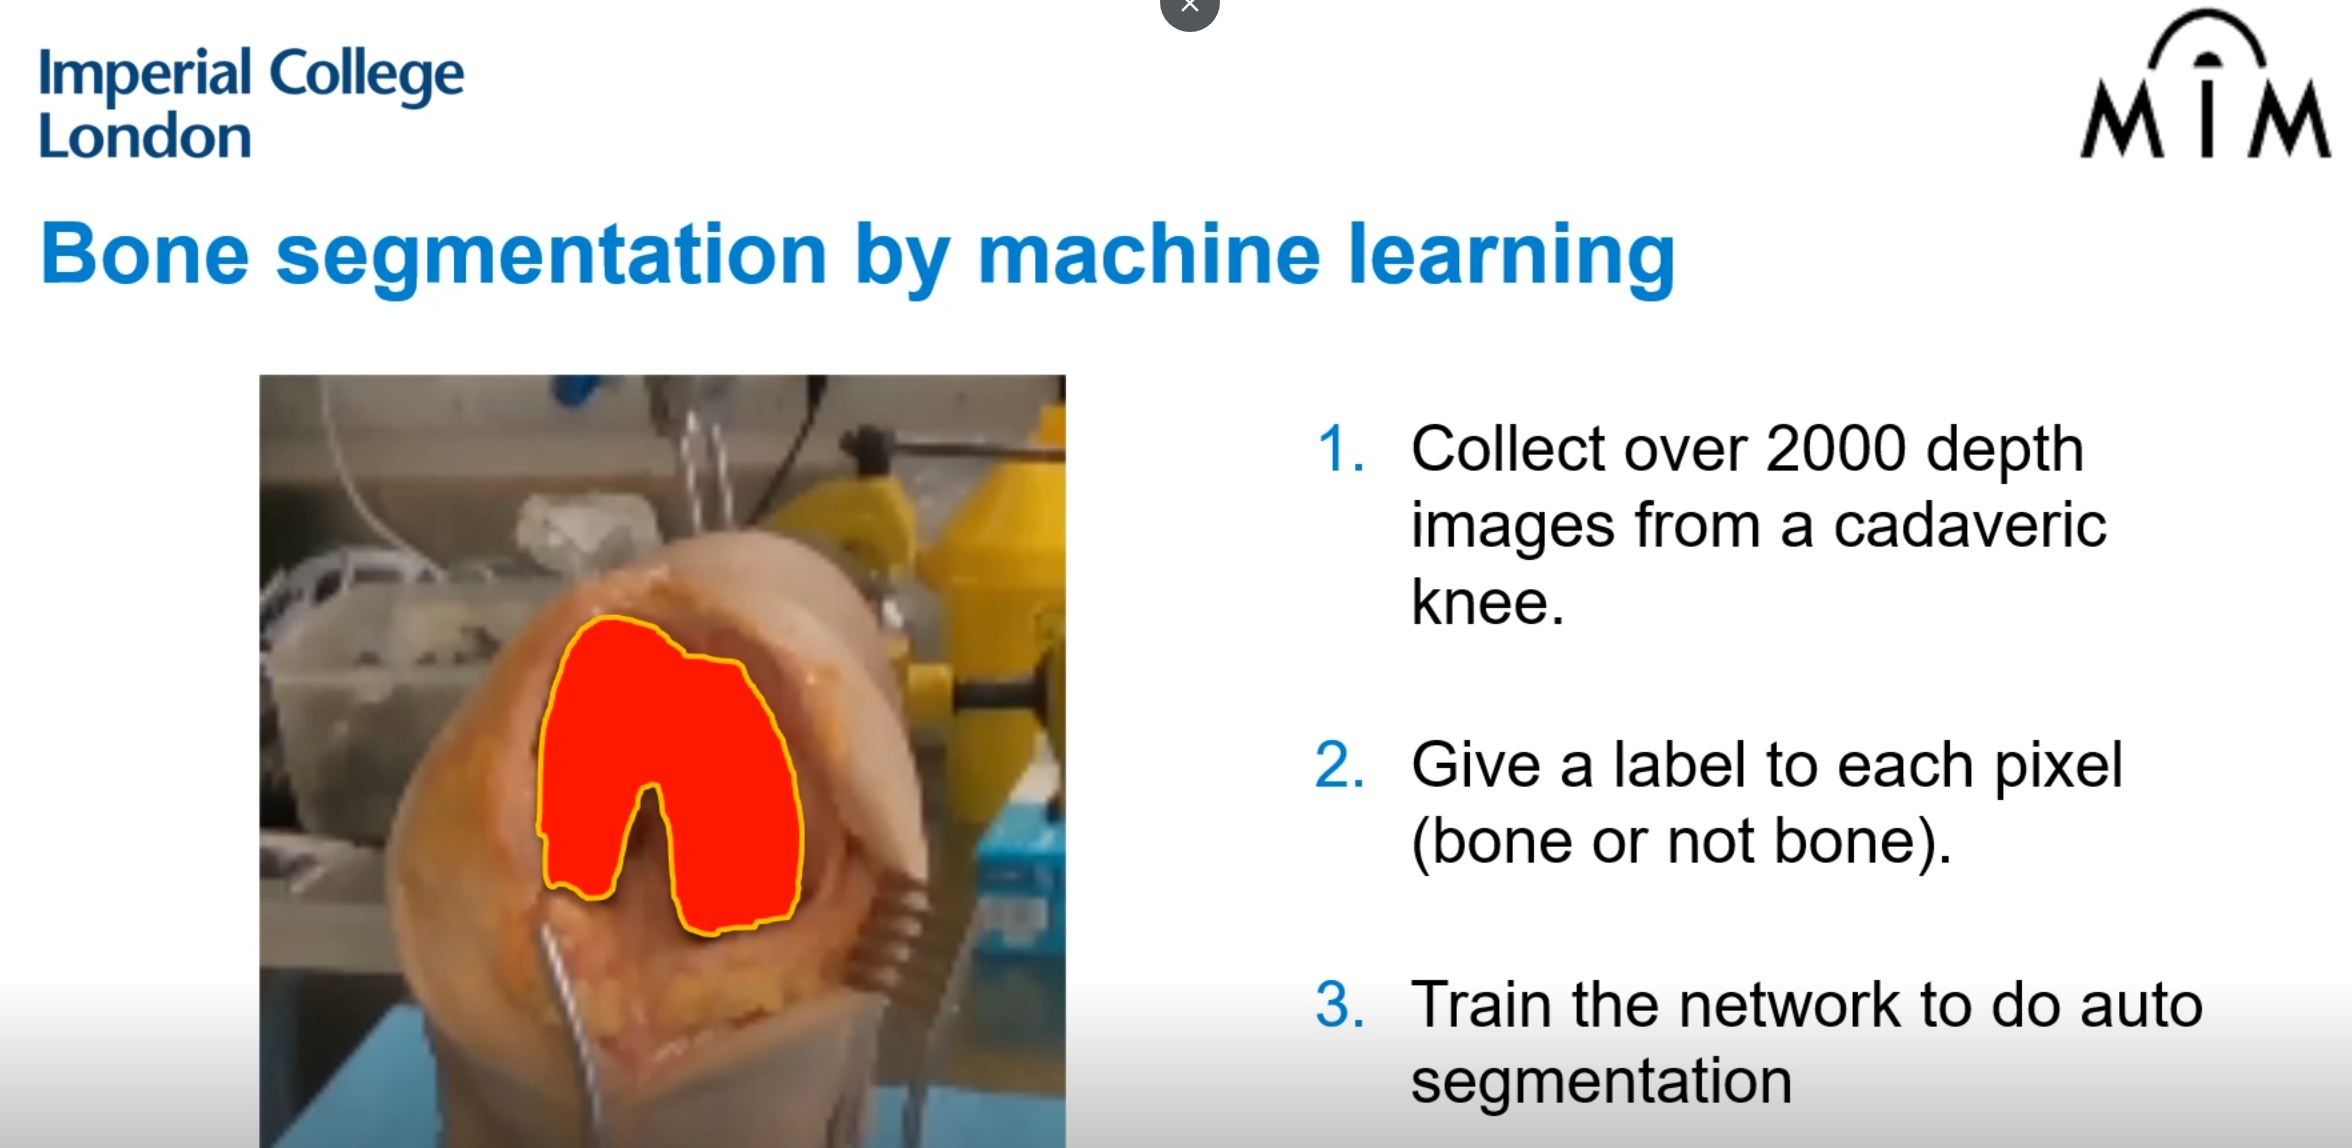 Imperial College
London
MIM
Bone segmentation by machine learning
1. Collect over 2000 depth
images from a cadaveric
knee.
2. Give a label to each pixel
(bone or not bone).
3. Train the network to do auto
segmentation